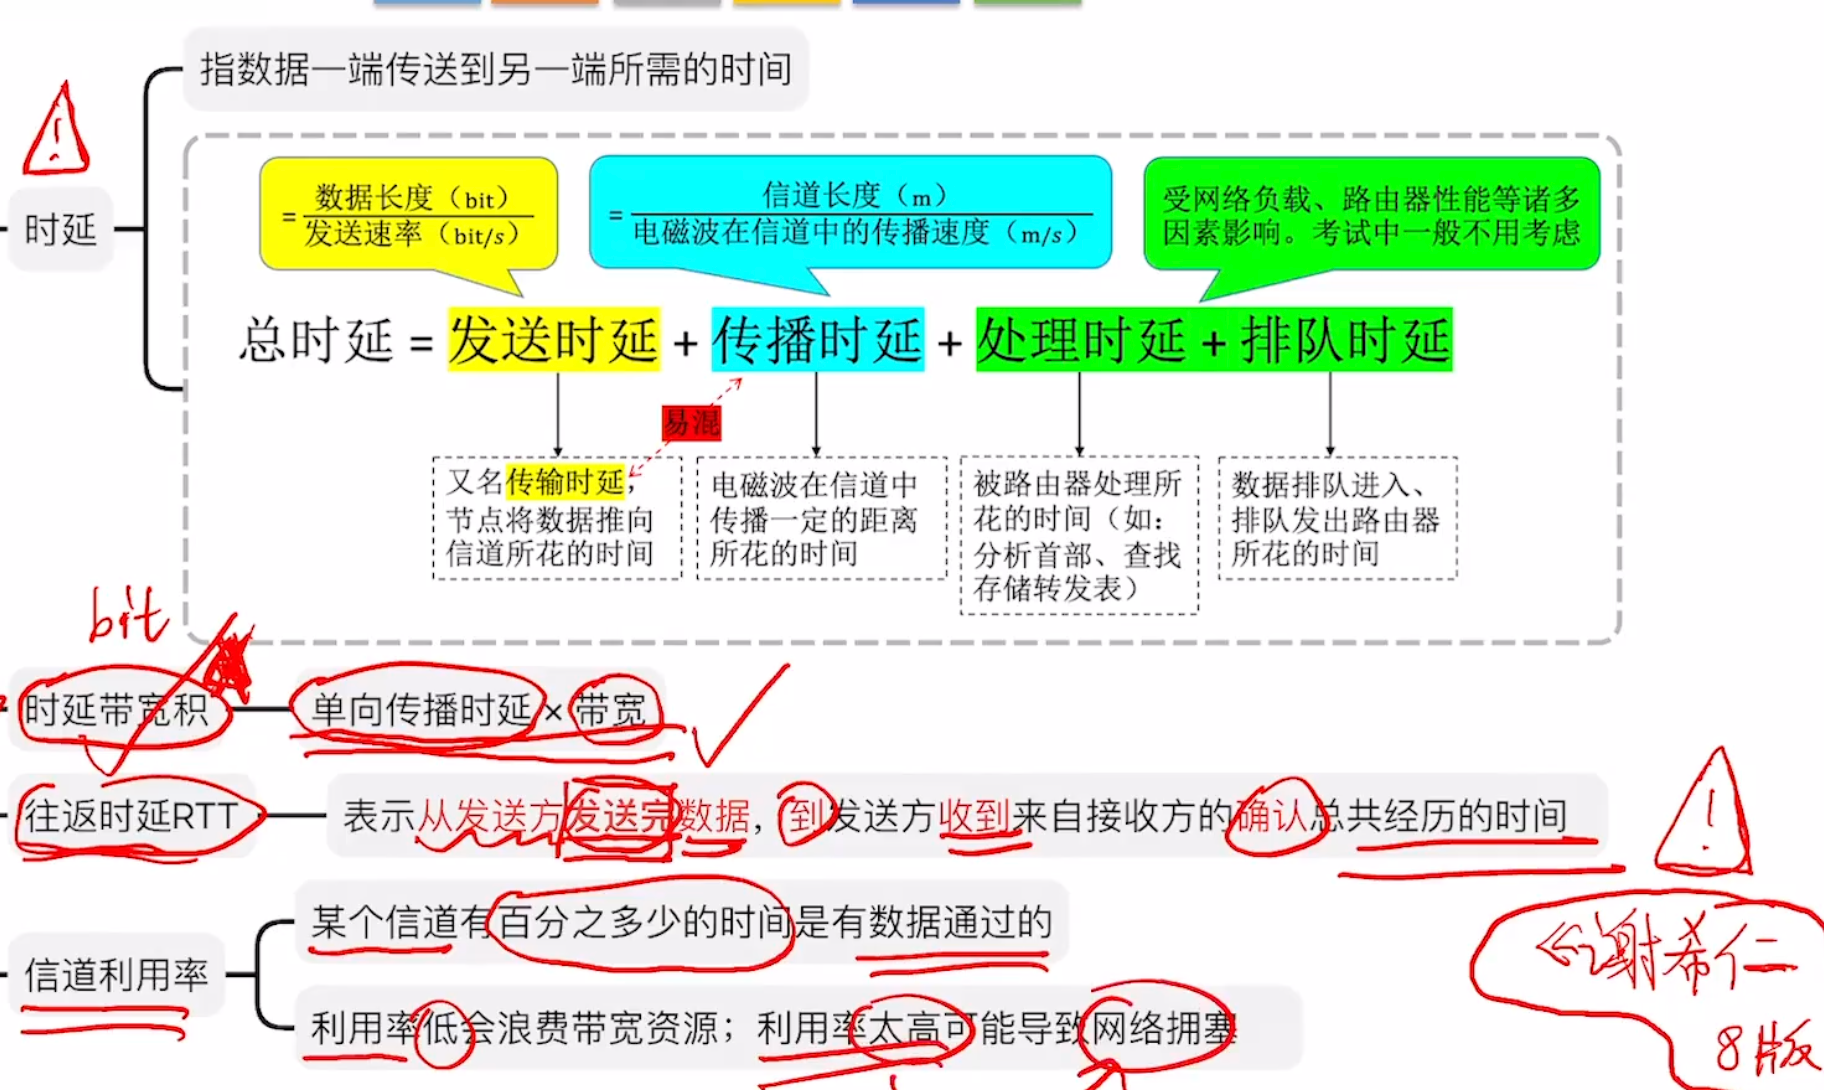 指数据一端传送到另一端所需的时间
时延
= 数据长度（bit）
发送速率（bit/s）
= 信道长度（m）
电磁波在信道中的传播速度（m/s）
受网络负载、路由器性能等诸多
因素影响。考试中一般不用考虑
总时延 = 发送时延 + 传播时延 + 处理时延 + 排队时延
易混
又名传输时延，
节点将数据推向
信道所花的时间
电磁波在信道中
传播一定的距离
所花的时间
被路由器处理所
花的时间（如：
分析首部、查找
存储转发表）
数据排队进入、
排队发出路由器
所花的时间
bit
时延带宽积
单向传播时延 × 带宽
往返时延RTT
表示从发送方发送完数据，到发送方收到来自接收方的确认总共经历的时间
信道利用率
某个信道有百分之多少的时间是有数据通过的
利用率低会浪费带宽资源；利用率太高可能导致网络拥塞
《谢希仁
8版